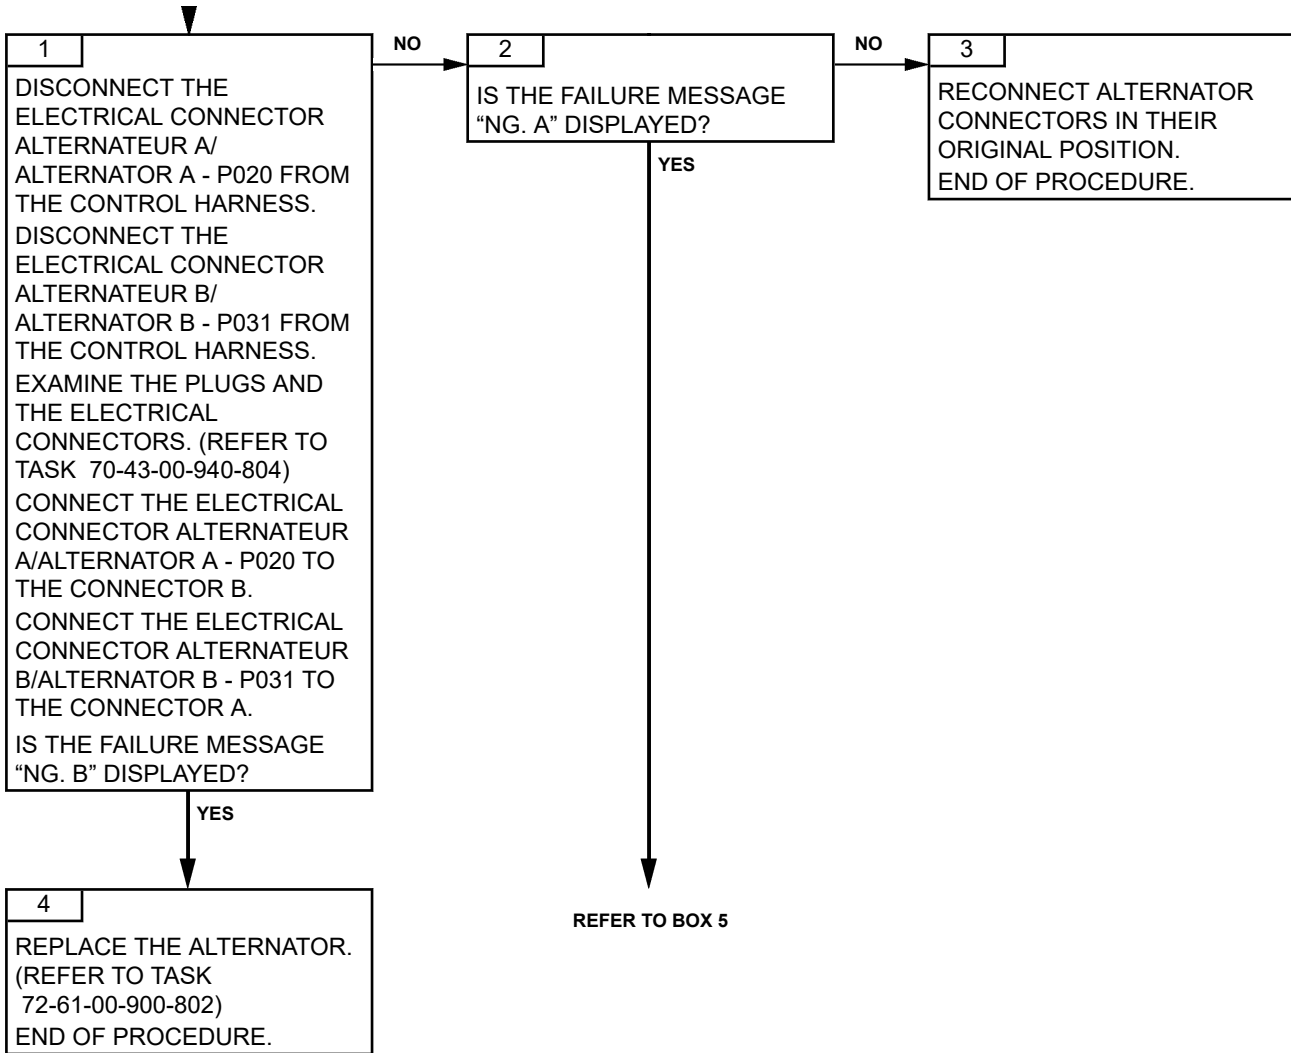 1
DISCONNECT THE
ELECTRICAL CONNECTOR
ALTERNATEUR A/
ALTERNATOR A - P020 FROM
THE CONTROL HARNESS.
DISCONNECT THE
ELECTRICAL CONNECTOR
ALTERNATEUR B/
ALTERNATOR B - P031 FROM
THE CONTROL HARNESS.
EXAMINE THE PLUGS AND
THE ELECTRICAL
CONNECTORS. (REFER TO
TASK 70-43-00-940-804)
CONNECT THE ELECTRICAL
CONNECTOR ALTERNATEUR
A/ALTERNATOR A - P020 TO
THE CONNECTOR B.
CONNECT THE ELECTRICAL
CONNECTOR ALTERNATEUR
B/ALTERNATOR B - P031 TO
THE CONNECTOR A.
IS THE FAILURE MESSAGE
“NG. B” DISPLAYED?
NO
2
IS THE FAILURE MESSAGE
“NG. A” DISPLAYED?
NO
3
RECONNECT ALTERNATOR
CONNECTORS IN THEIR
ORIGINAL POSITION.
END OF PROCEDURE.
YES
YES
4
REPLACE THE ALTERNATOR.
(REFER TO TASK
72-61-00-900-802)
END OF PROCEDURE.
REFER TO BOX 5